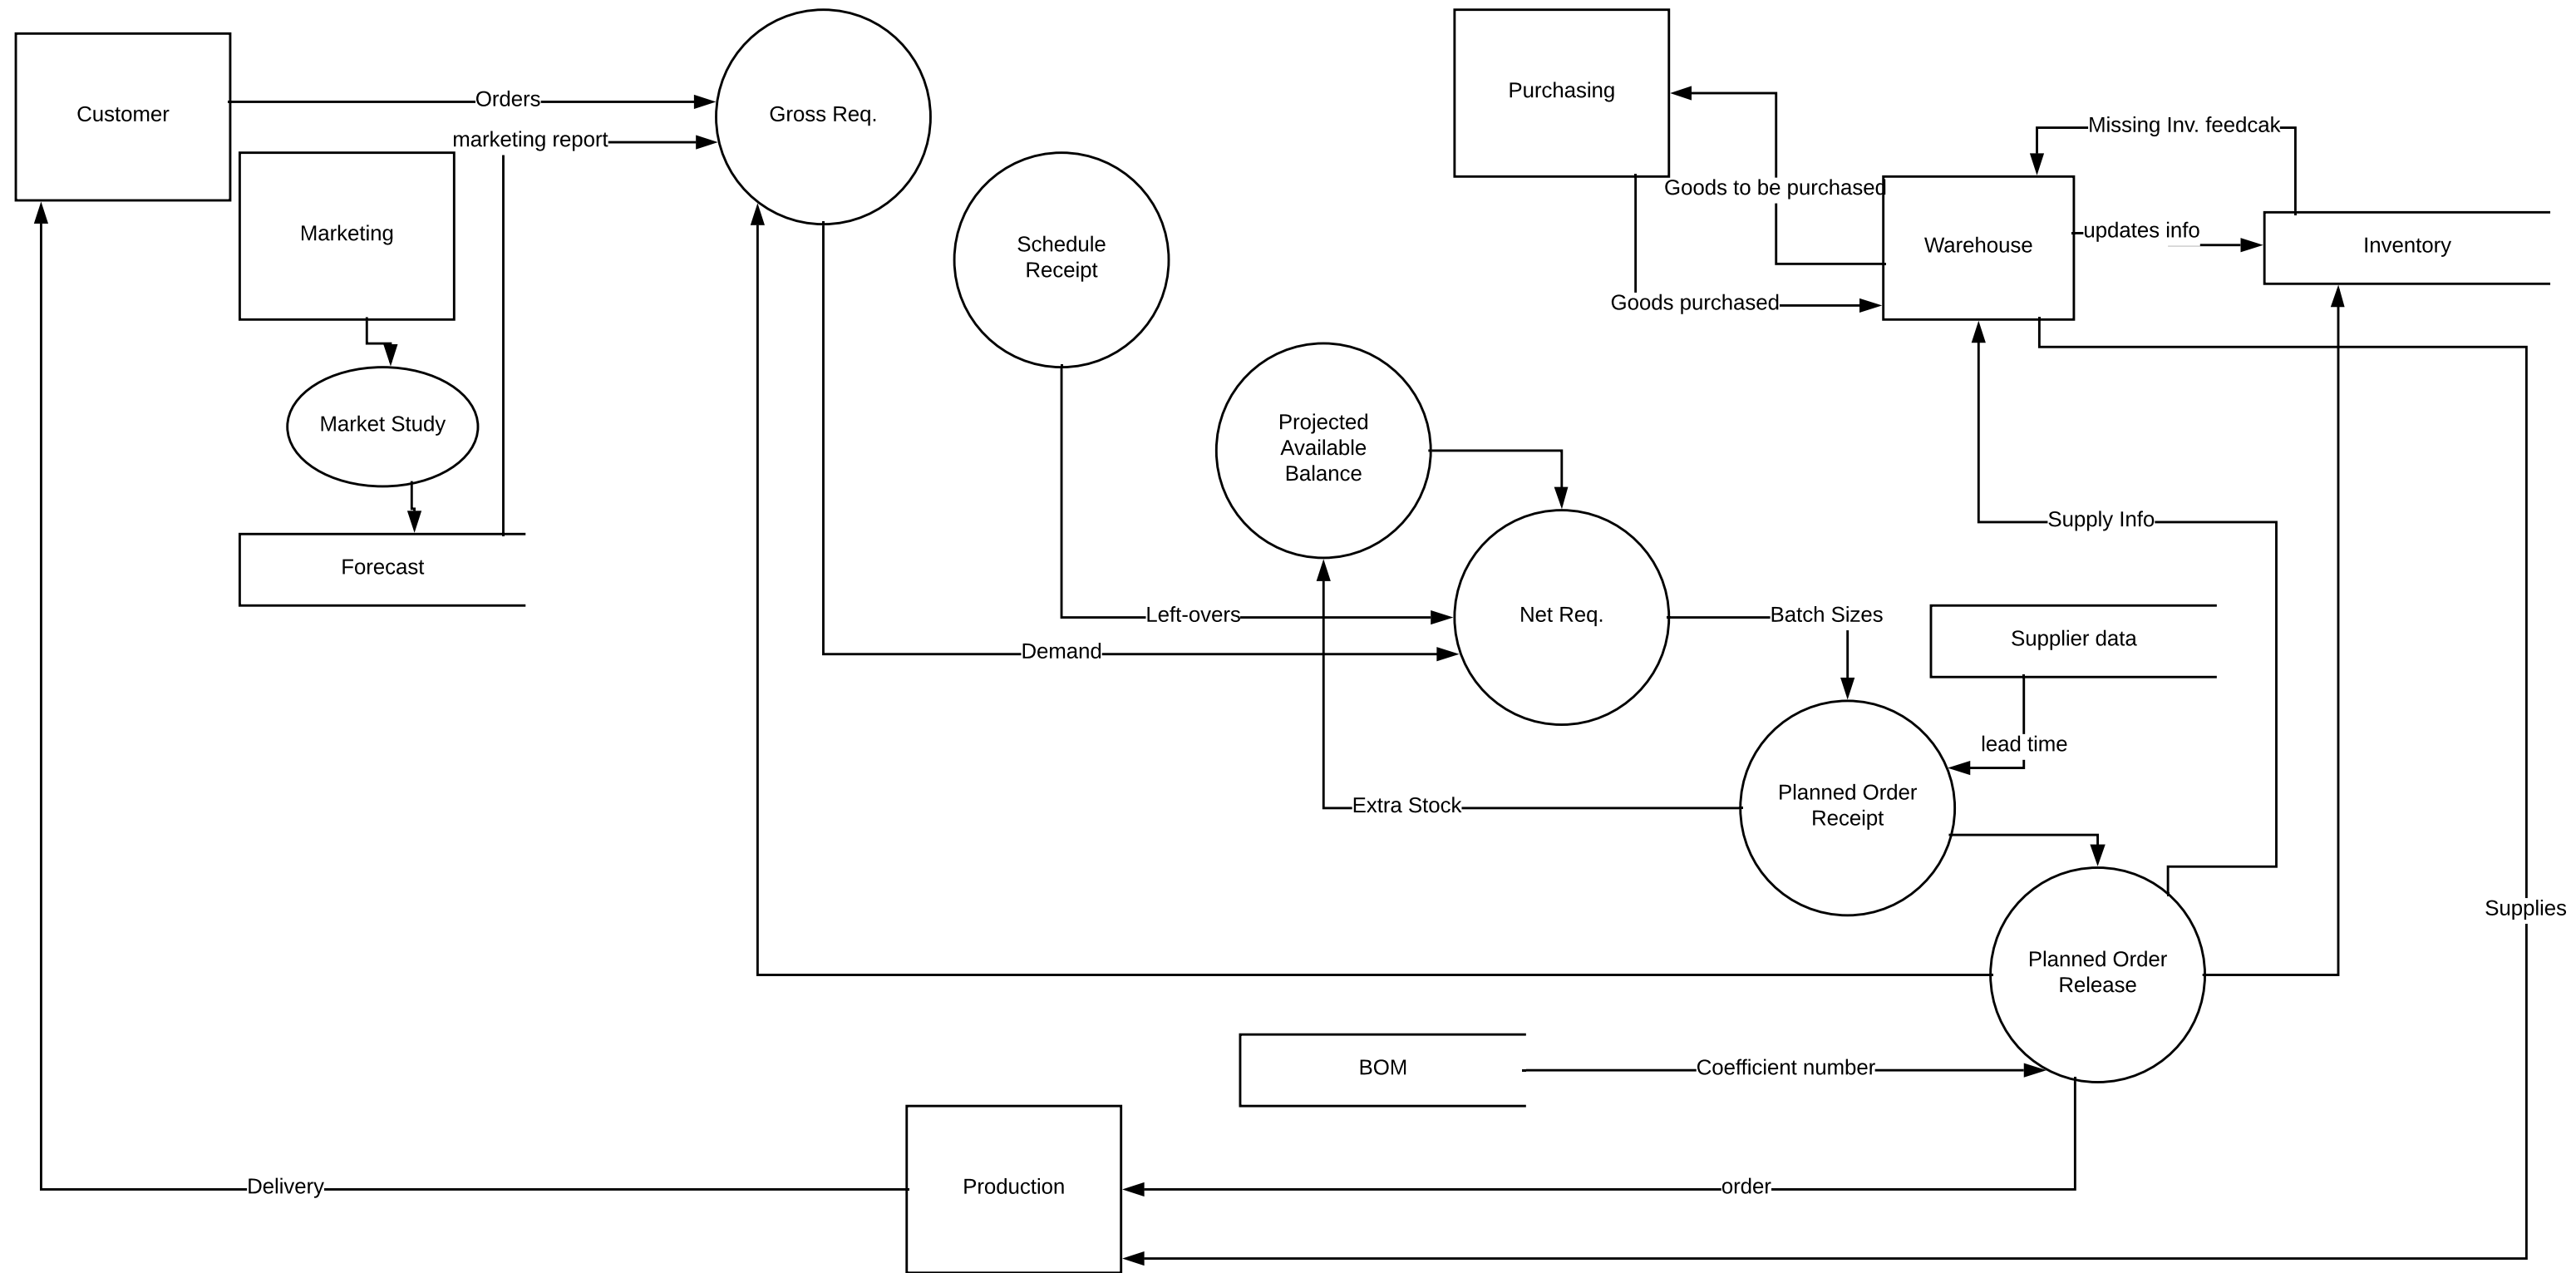 Customer
Orders
Gross Req.
Purchasing
marketing report
Missing Inv. feedcak
Marketing
Goods to be purchased
Schedule
Receipt
Warehouse
updates info
Inventory
Goods purchased
Market Study
Projected
Available
Balance
Forecast
Supply Info
Left-overs
Net Req.
Batch Sizes
Supplier data
Demand
lead time
Extra Stock
Planned Order
Receipt
Supplies
Planned Order
Release
BOM
Coefficient number
Delivery
Production
order